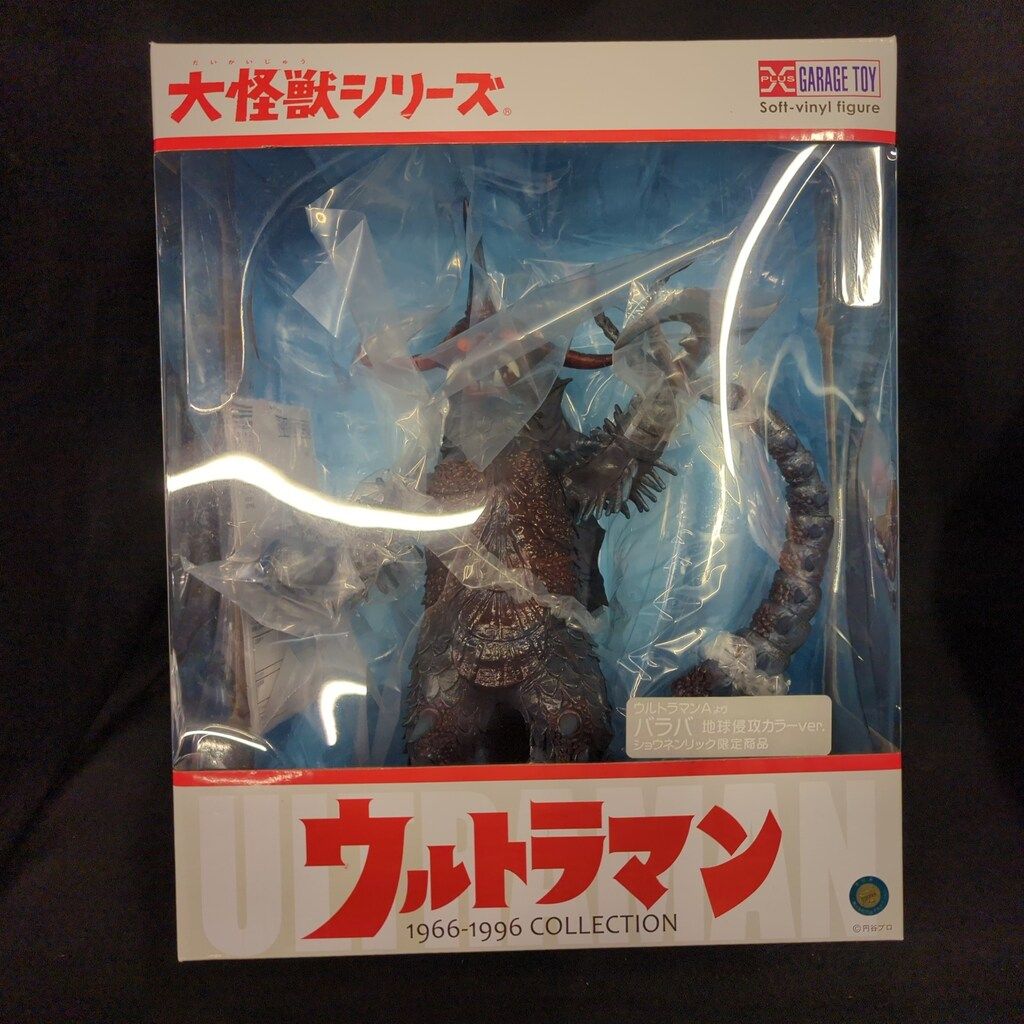 だいかいじゅう
大怪獣シリーズ®
X PLUS GARAGE TOY
Soft-vinyl figure
ウルトラマンAより
バラバ 地球侵攻カラーver.
ショウネンリック限定商品
ULTRAMAN
ウルトラマン
1966-1996 COLLECTION
©円谷プロ